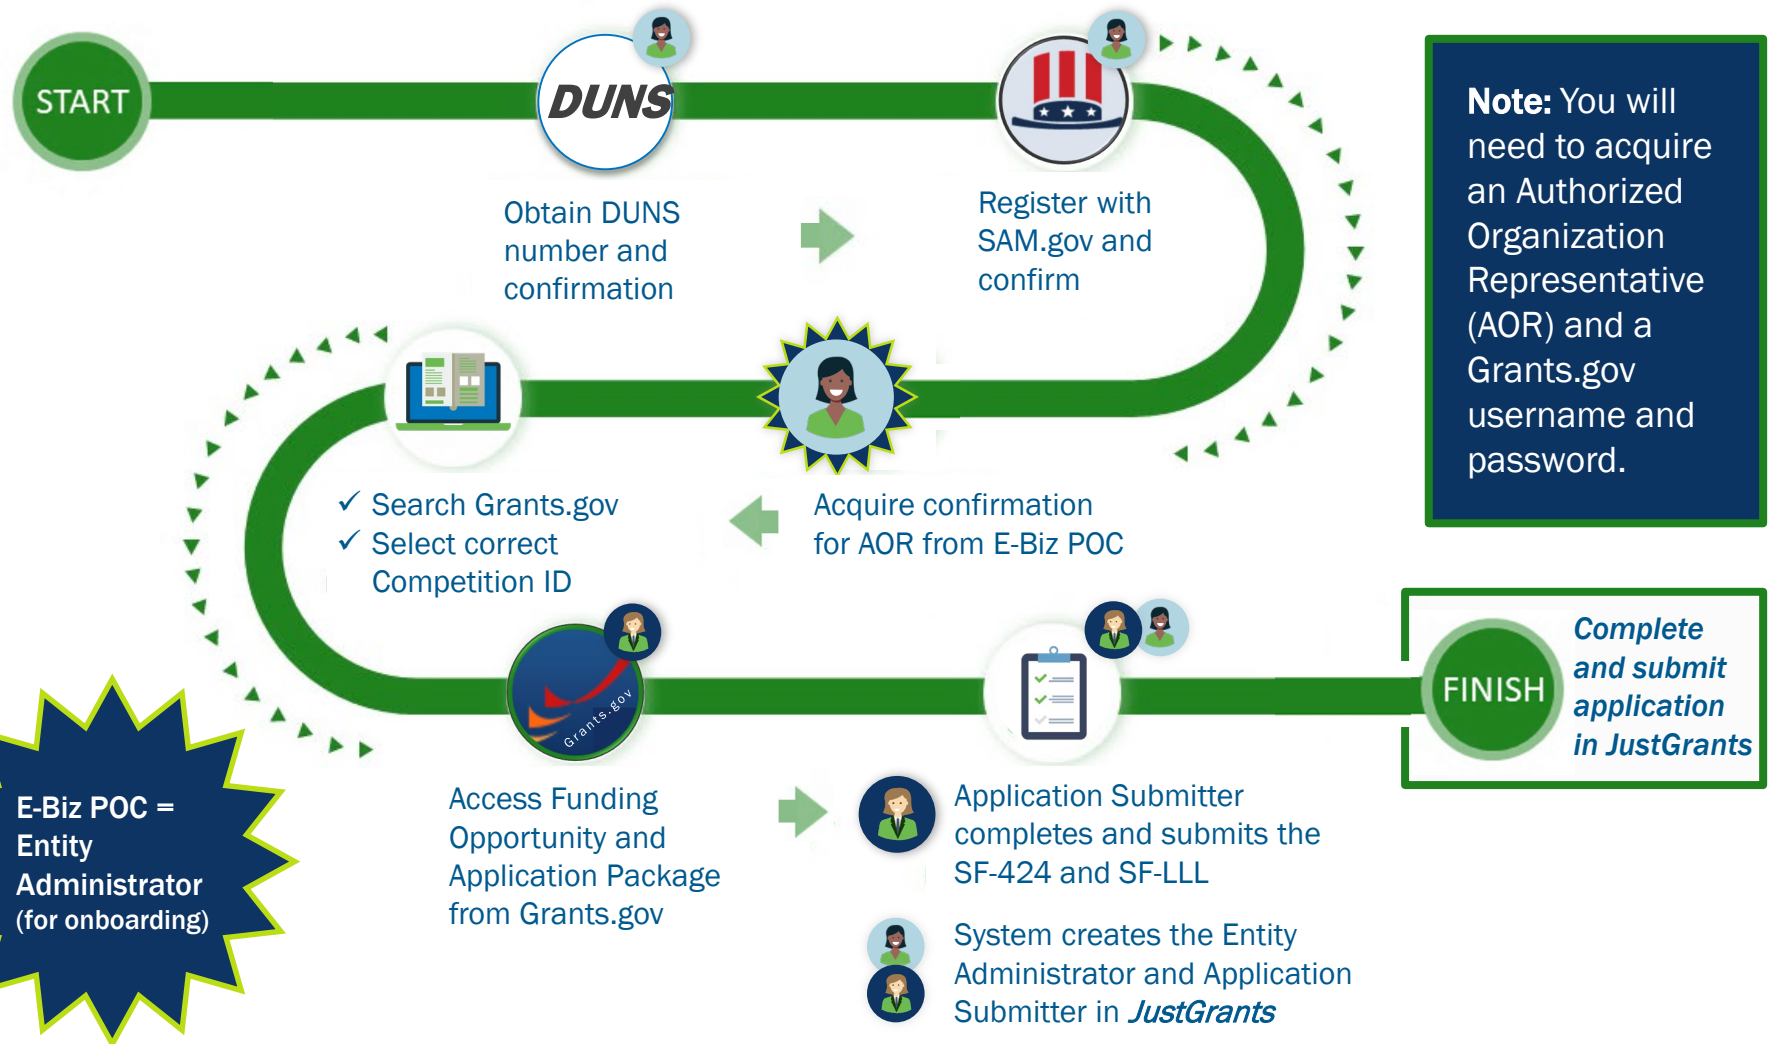 START
DUNS
Obtain DUNS
number and
confirmation
Register with
SAM.gov and
confirm
Note: You will
need to acquire
an Authorized
Organization
Representative
(AOR) and a
Grants.gov
username and
password.
Acquire confirmation
for AOR from E-Biz POC
✓ Search Grants.gov
✓ Select correct
Competition ID
Grants.gov
Access Funding
Opportunity and
Application Package
from Grants.gov
Application Submitter
completes and submits the
SF-424 and SF-LLL
System creates the Entity
Administrator and Application
Submitter in JustGrants
FINISH
Complete
and submit
application
in JustGrants
E-Biz POC =
Entity
Administrator
(for onboarding)